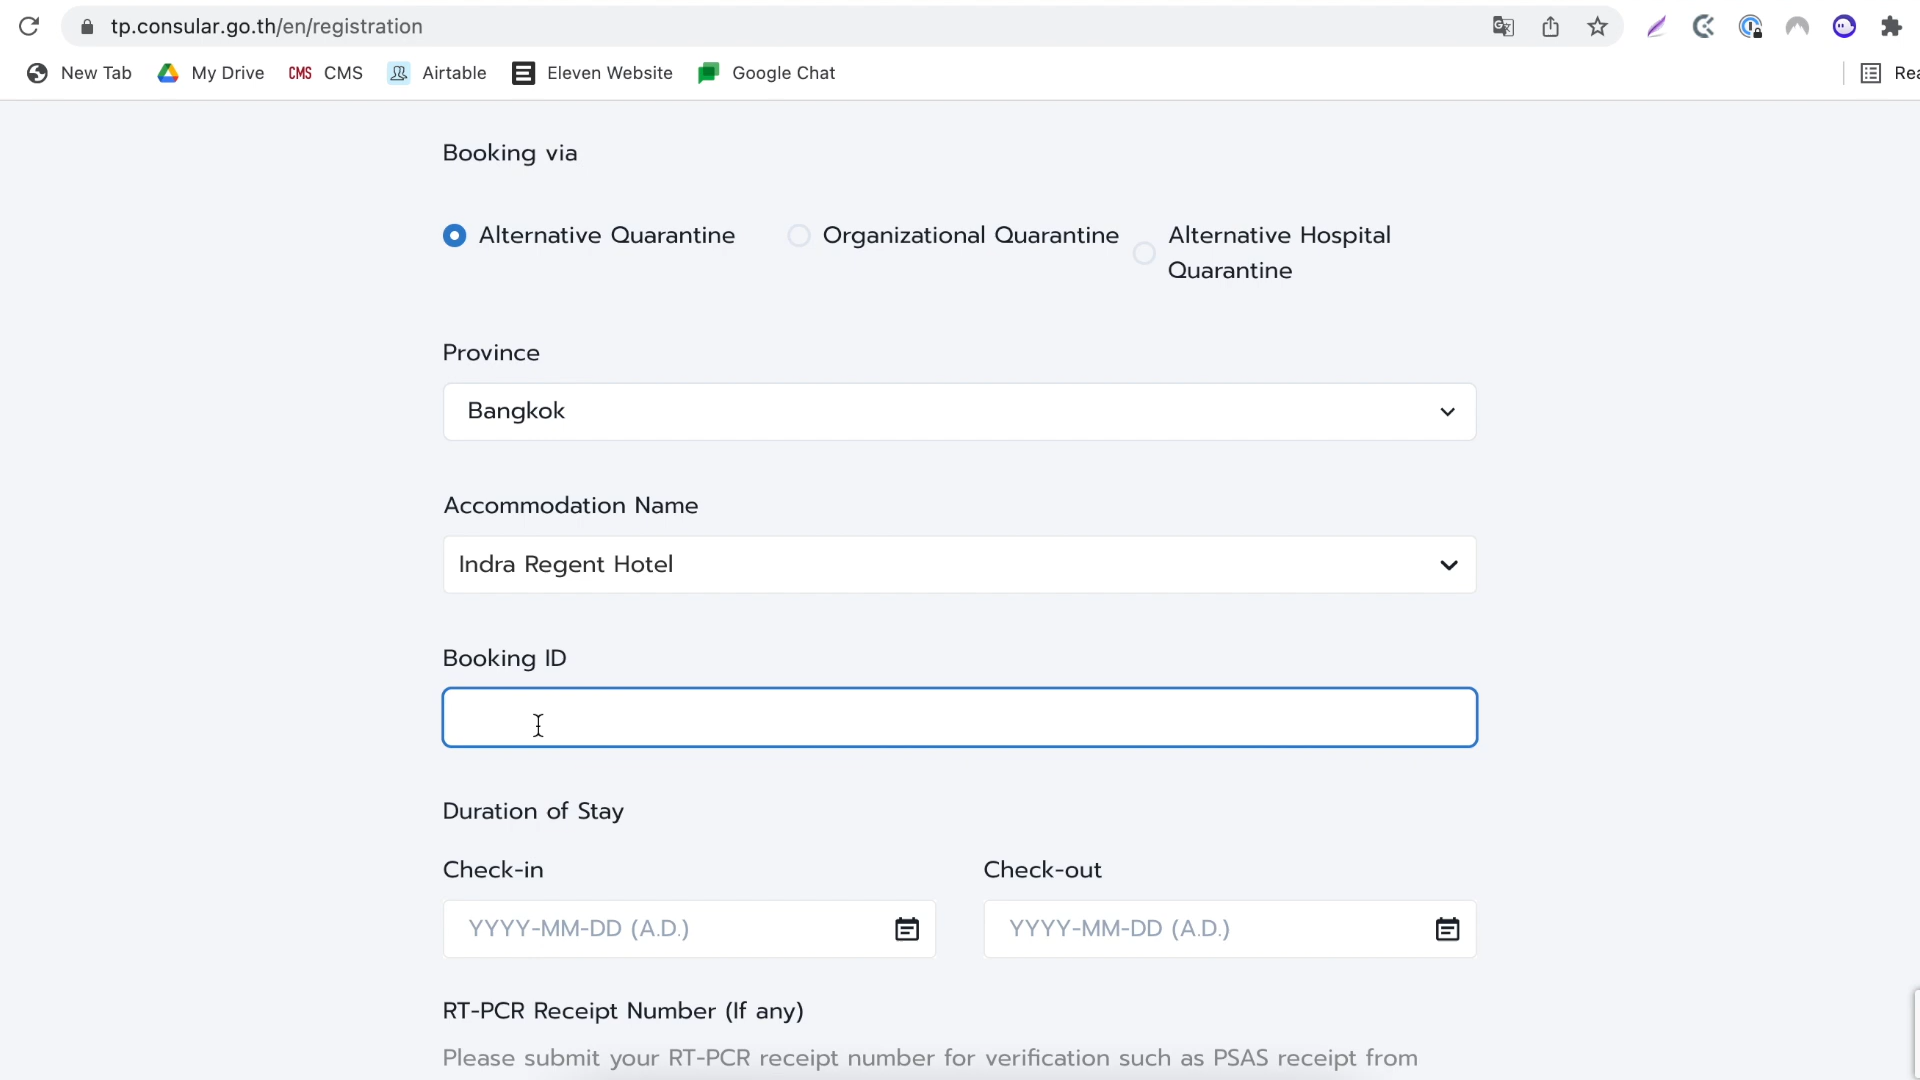 tp.consular.go.th/en/registration
New Tab My Drive CMS CMS Airtable Eleven Website Google Chat
Booking via
Alternative Quarantine Organizational Quarantine Alternative Hospital
Quarantine
Province
Bangkok
Accommodation Name
Indra Regent Hotel
Booking ID
Duration of Stay
Check-in Check-out
YYYY-MM-DD (A.D.) YYYY-MM-DD (A.D.)
RT-PCR Receipt Number (If any)
Please submit your RT-PCR receipt number for verification such as PSAS receipt from